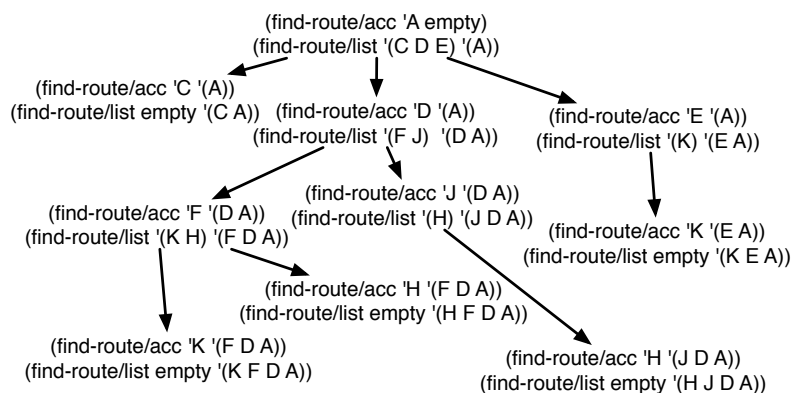 (find-route/acc 'A empty)
(find-route/list '(C D E) '(A))
(find-route/acc 'C '(A))
(find-route/list empty '(C A))
(find-route/acc 'D '(A))
(find-route/list '(F J) '(D A))
(find-route/acc 'E '(A))
(find-route/list '(K) '(E A))
(find-route/acc 'F '(D A))
(find-route/list '(K H) '(F D A))
(find-route/acc 'J '(D A))
(find-route/list '(H) '(J D A))
(find-route/acc 'K '(E A))
(find-route/list empty '(K E A))
(find-route/acc 'H '(F D A))
(find-route/list empty '(H F D A))
(find-route/acc 'K '(F D A))
(find-route/list empty '(K F D A))
(find-route/acc 'H '(J D A))
(find-route/list empty '(H J D A))